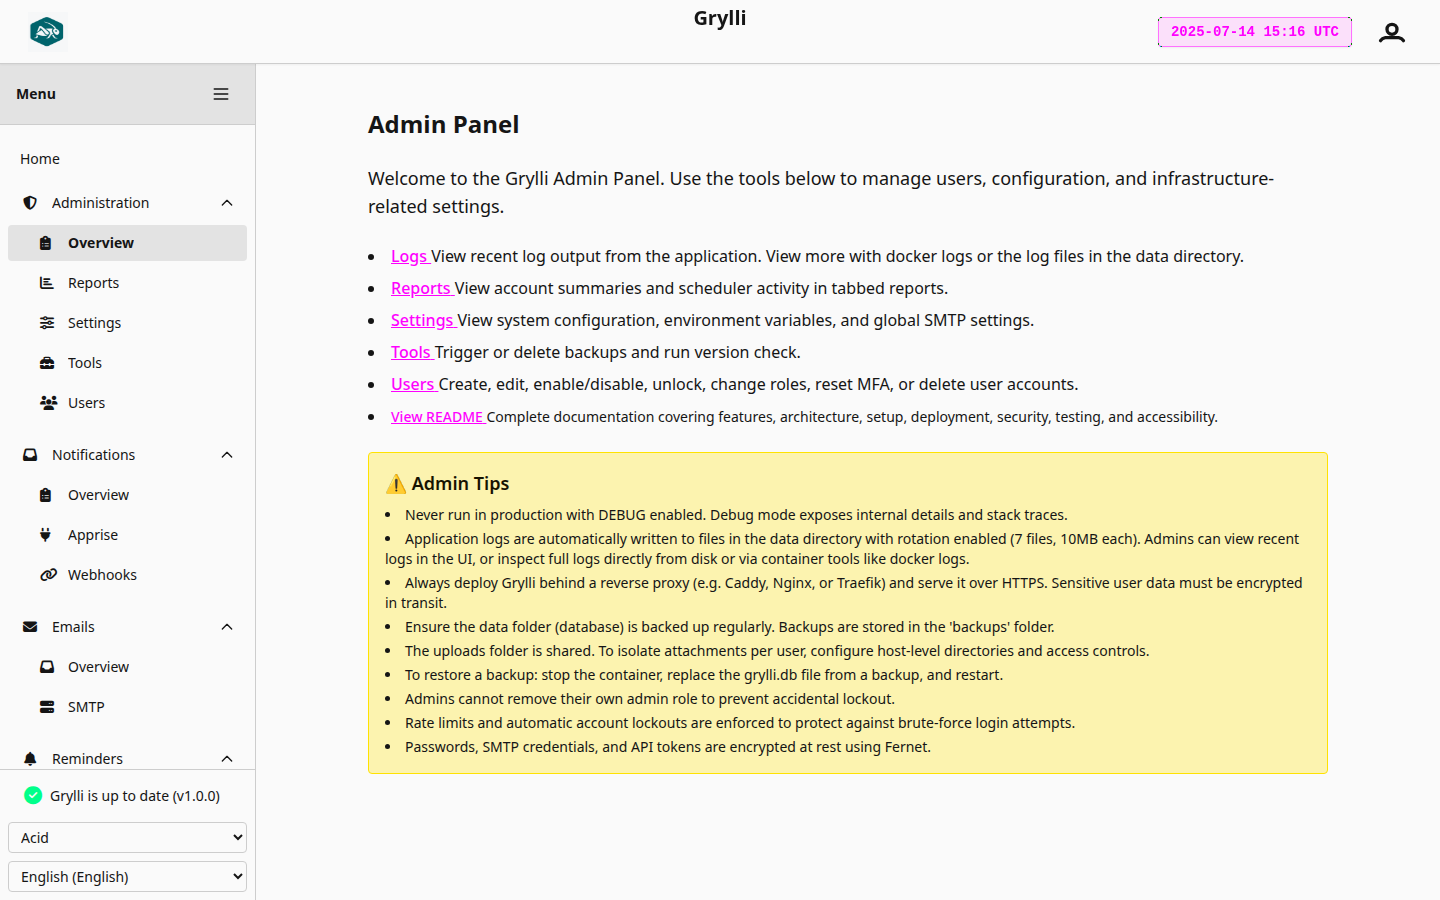 Grylli
2025-07-14 15:16 UTC
Menu
Home
Administration
Overview
Reports
Settings
Tools
Users
Notifications
Overview
Apprise
Webhooks
Emails
Overview
SMTP
Reminders
Grylli is up to date (v1.0.0)
Acid
English (English)
Admin Panel
Welcome to the Grylli Admin Panel. Use the tools below to manage users, configuration, and infrastructure-
related settings.
• Logs View recent log output from the application. View more with docker logs or the log files in the data directory.
• Reports View account summaries and scheduler activity in tabbed reports.
• Settings View system configuration, environment variables, and global SMTP settings.
• Tools Trigger or delete backups and run version check.
• Users Create, edit, enable/disable, unlock, change roles, reset MFA, or delete user accounts.
• View README Complete documentation covering features, architecture, setup, deployment, security, testing, and accessibility.
⚠️ Admin Tips
• Never run in production with DEBUG enabled. Debug mode exposes internal details and stack traces.
• Application logs are automatically written to files in the data directory with rotation enabled (7 files, 10MB each). Admins can view recent
logs in the UI, or inspect full logs directly from disk or via container tools like docker logs.
• Always deploy Grylli behind a reverse proxy (e.g. Caddy, Nginx, or Traefik) and serve it over HTTPS. Sensitive user data must be encrypted
in transit.
• Ensure the data folder (database) is backed up regularly. Backups are stored in the 'backups' folder.
• The uploads folder is shared. To isolate attachments per user, configure host-level directories and access controls.
• To restore a backup: stop the container, replace the grylli.db file from a backup, and restart.
• Admins cannot remove their own admin role to prevent accidental lockout.
• Rate limits and automatic account lockouts are enforced to protect against brute-force login attempts.
• Passwords, SMTP credentials, and API tokens are encrypted at rest using Fernet.